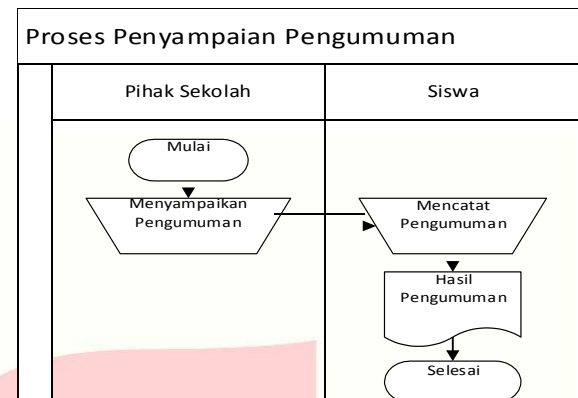 Proses Penyampaian Pengumuman
Pihak Sekolah
Siswa
Mulai
Menyampaikan
Pengumuman
Mencatat
Pengumuman
Hasil
Pengumuman
Selesai